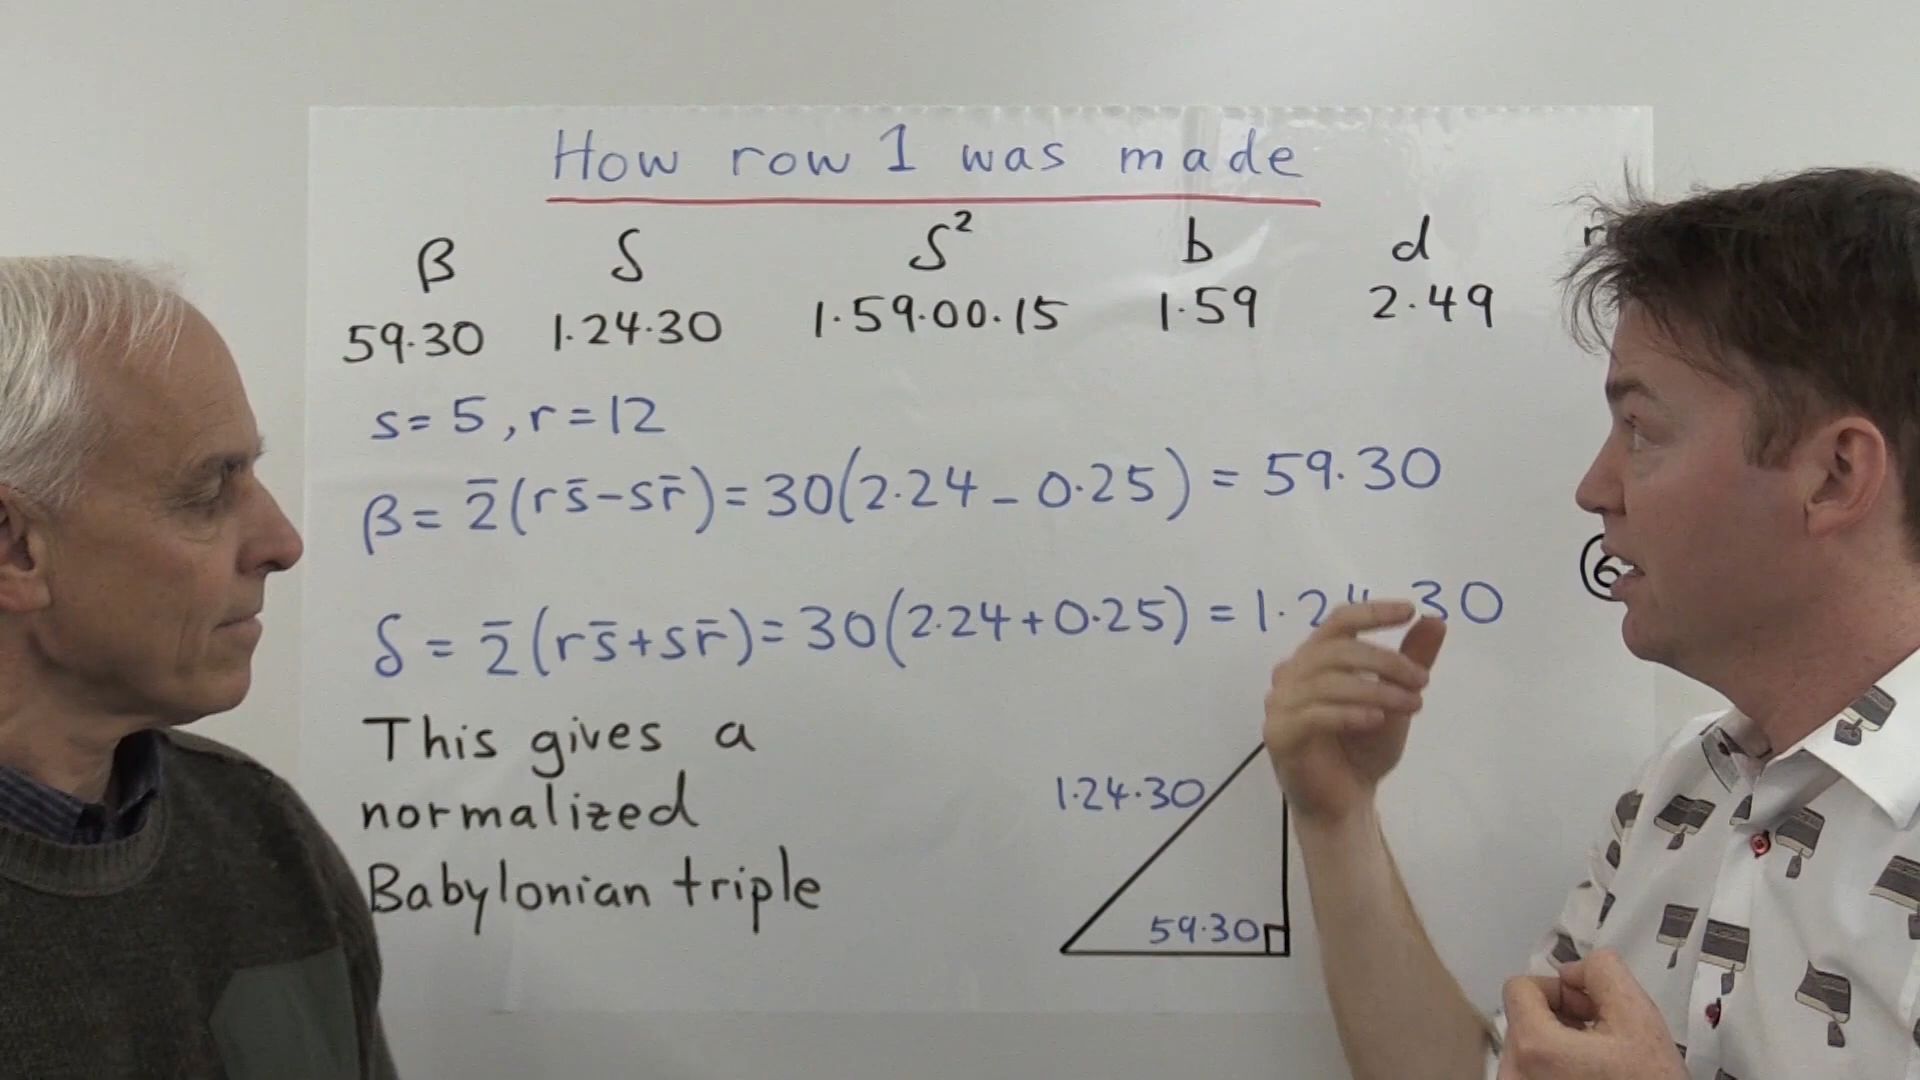 How row 1 was made
β δ δ² b d r
59.30 1.24.30 1.59.00.15 1.59 2.49
s=5, r=12
β = 2̄(rs̄-sr̄) = 30(2.24 - 0.25) = 59.30
δ = 2̄(rs̄+sr̄) = 30(2.24+0.25) = 1.24.30
6
This gives a
normalized
Babylonian triple
1.24.30
59.30